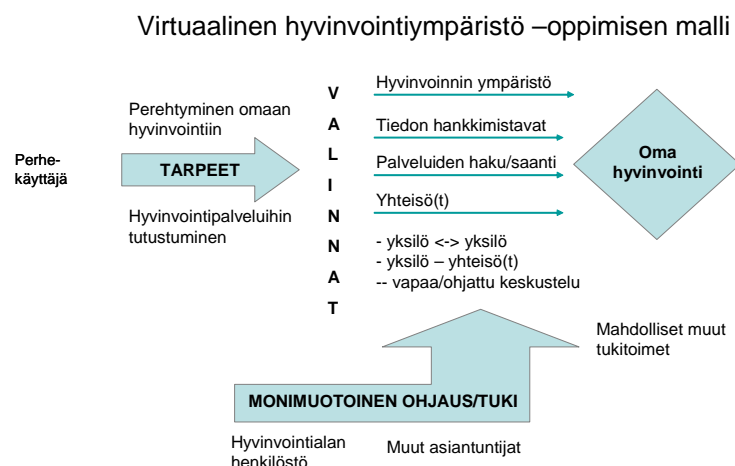 Virtuaalinen hyvinvointiympäristö –oppimisen malli
Perehtyminen omaan
hyvinvointiin
Perhe-
käyttäjä
TARPEET
Hyvinvointipalveluihin
tutustuminen
V
A
L
I
N
N
A
T
Hyvinvoinnin ympäristö
Tiedon hankkimistavat
Palveluiden haku/saanti
Yhteisö(t)
- yksilö <-> yksilö
- yksilö – yhteisö(t)
-- vapaa/ohjattu keskustelu
Oma
hyvinvointi
Mahdolliset muut
tukitoimet
MONIMUOTOINEN OHJAUS/TUKI
Hyvinvointialan
henkilöstö
Muut asiantuntijat